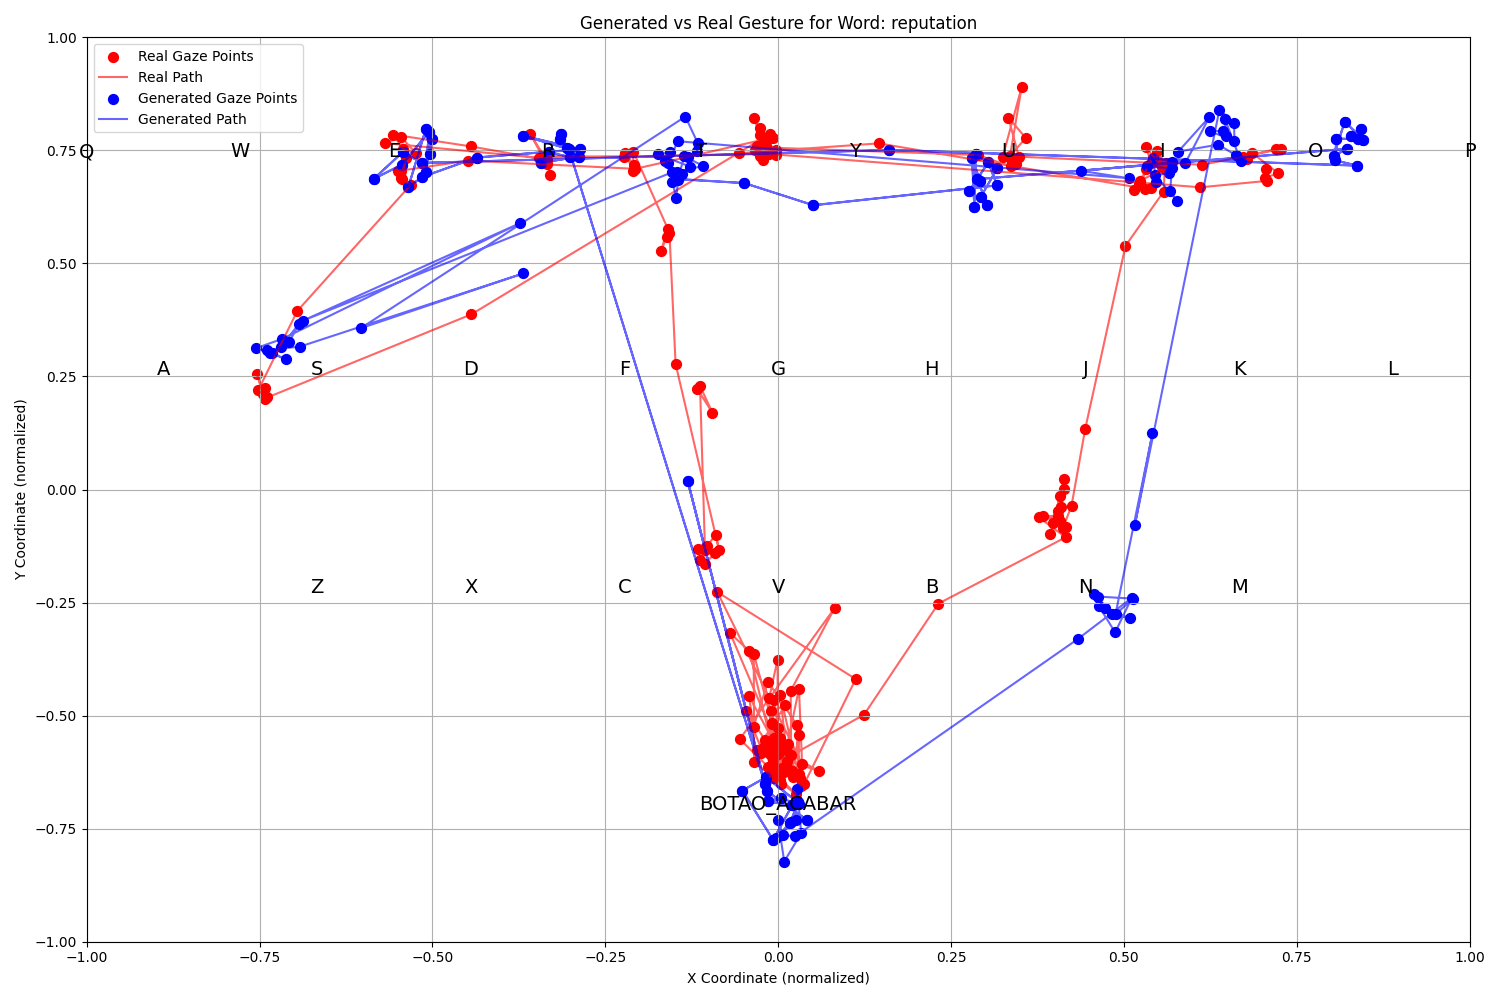 Generated vs Real Gesture for Word: reputation
1.00
Real Gaze Points
Real Path
Generated Gaze Points
Generated Path
0.75
Q W E R T Y U I O P
0.50
0.25
A S D F G H J K L
0.00
Y Coordinate (normalized)
Z X C V B N M
−0.25
−0.50
BOTAO_ACABAR
−0.75
−1.00
−1.00 −0.75 −0.50 −0.25 0.00 0.25 0.50 0.75 1.00
X Coordinate (normalized)